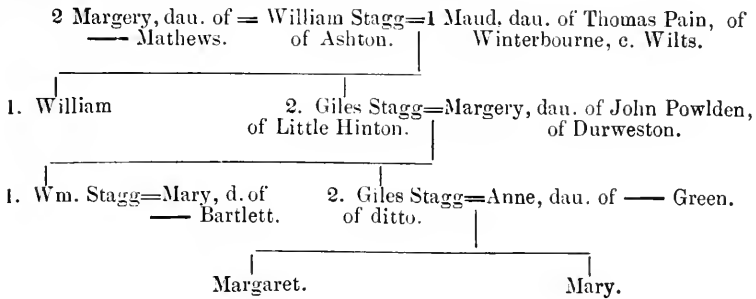 2 Margery, dau. of = William Stagg=1 Maud, dau. of Thomas Pain, of
—— Mathews. of Ashton. Winterbourne, c. Wilts.
1. William 2. Giles Stagg=Margery, dau. of John Powlden,
of Little Hinton. of Durweston.
1. Wm. Stagg=Mary, d. of 2. Giles Stagg=Anne, dau. of —— Green.
—— Bartlett. of ditto.
Margaret. Mary.